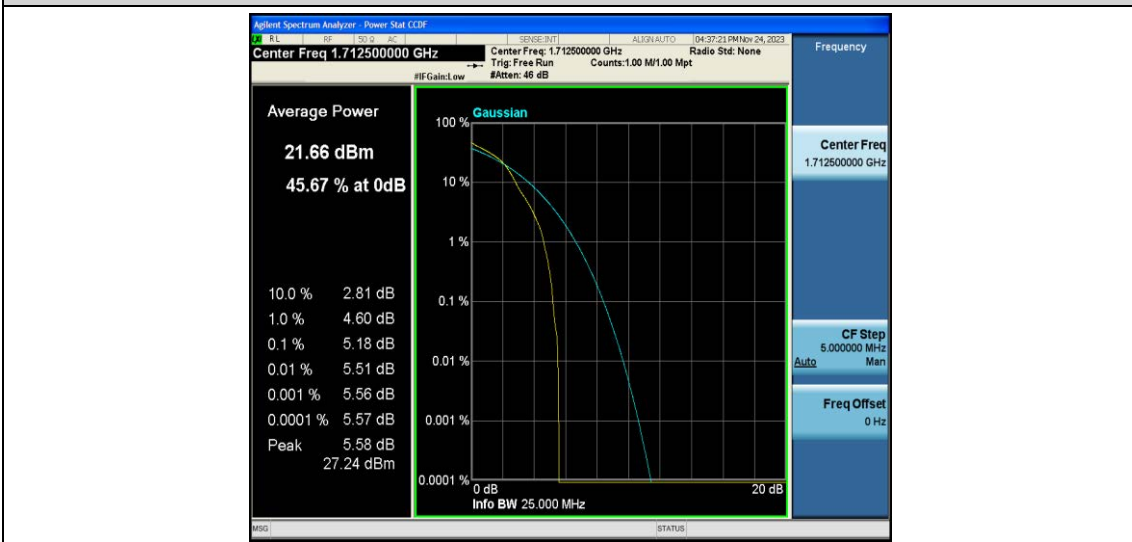 Agilent Spectrum Analyzer - Power Stat CCDF
RL RF 50 Ω AC SENSE:INT ALIGN AUTO 04:37:21 PM Nov 24, 2023
Center Freq 1.712500000 GHz
Center Freq: 1.712500000 GHz Radio Std: None
Trig: Free Run Counts:1.00 M/1.00 Mpt
#IFGain:Low #Atten: 46 dB
Frequency
Average Power
21.66 dBm
45.67 % at 0dB
10.0 % 2.81 dB
1.0 % 4.60 dB
0.1 % 5.18 dB
0.01 % 5.51 dB
0.001 % 5.56 dB
0.0001 % 5.57 dB
Peak 5.58 dB
27.24 dBm
Gaussian
100 %
10 %
1 %
0.1 %
0.01 %
0.001 %
0.0001 %
0 dB 20 dB
Info BW 25.000 MHz
Center Freq
1.712500000 GHz
CF Step
5.000000 MHz
Auto Man
Freq Offset
0 Hz
MSG STATUS